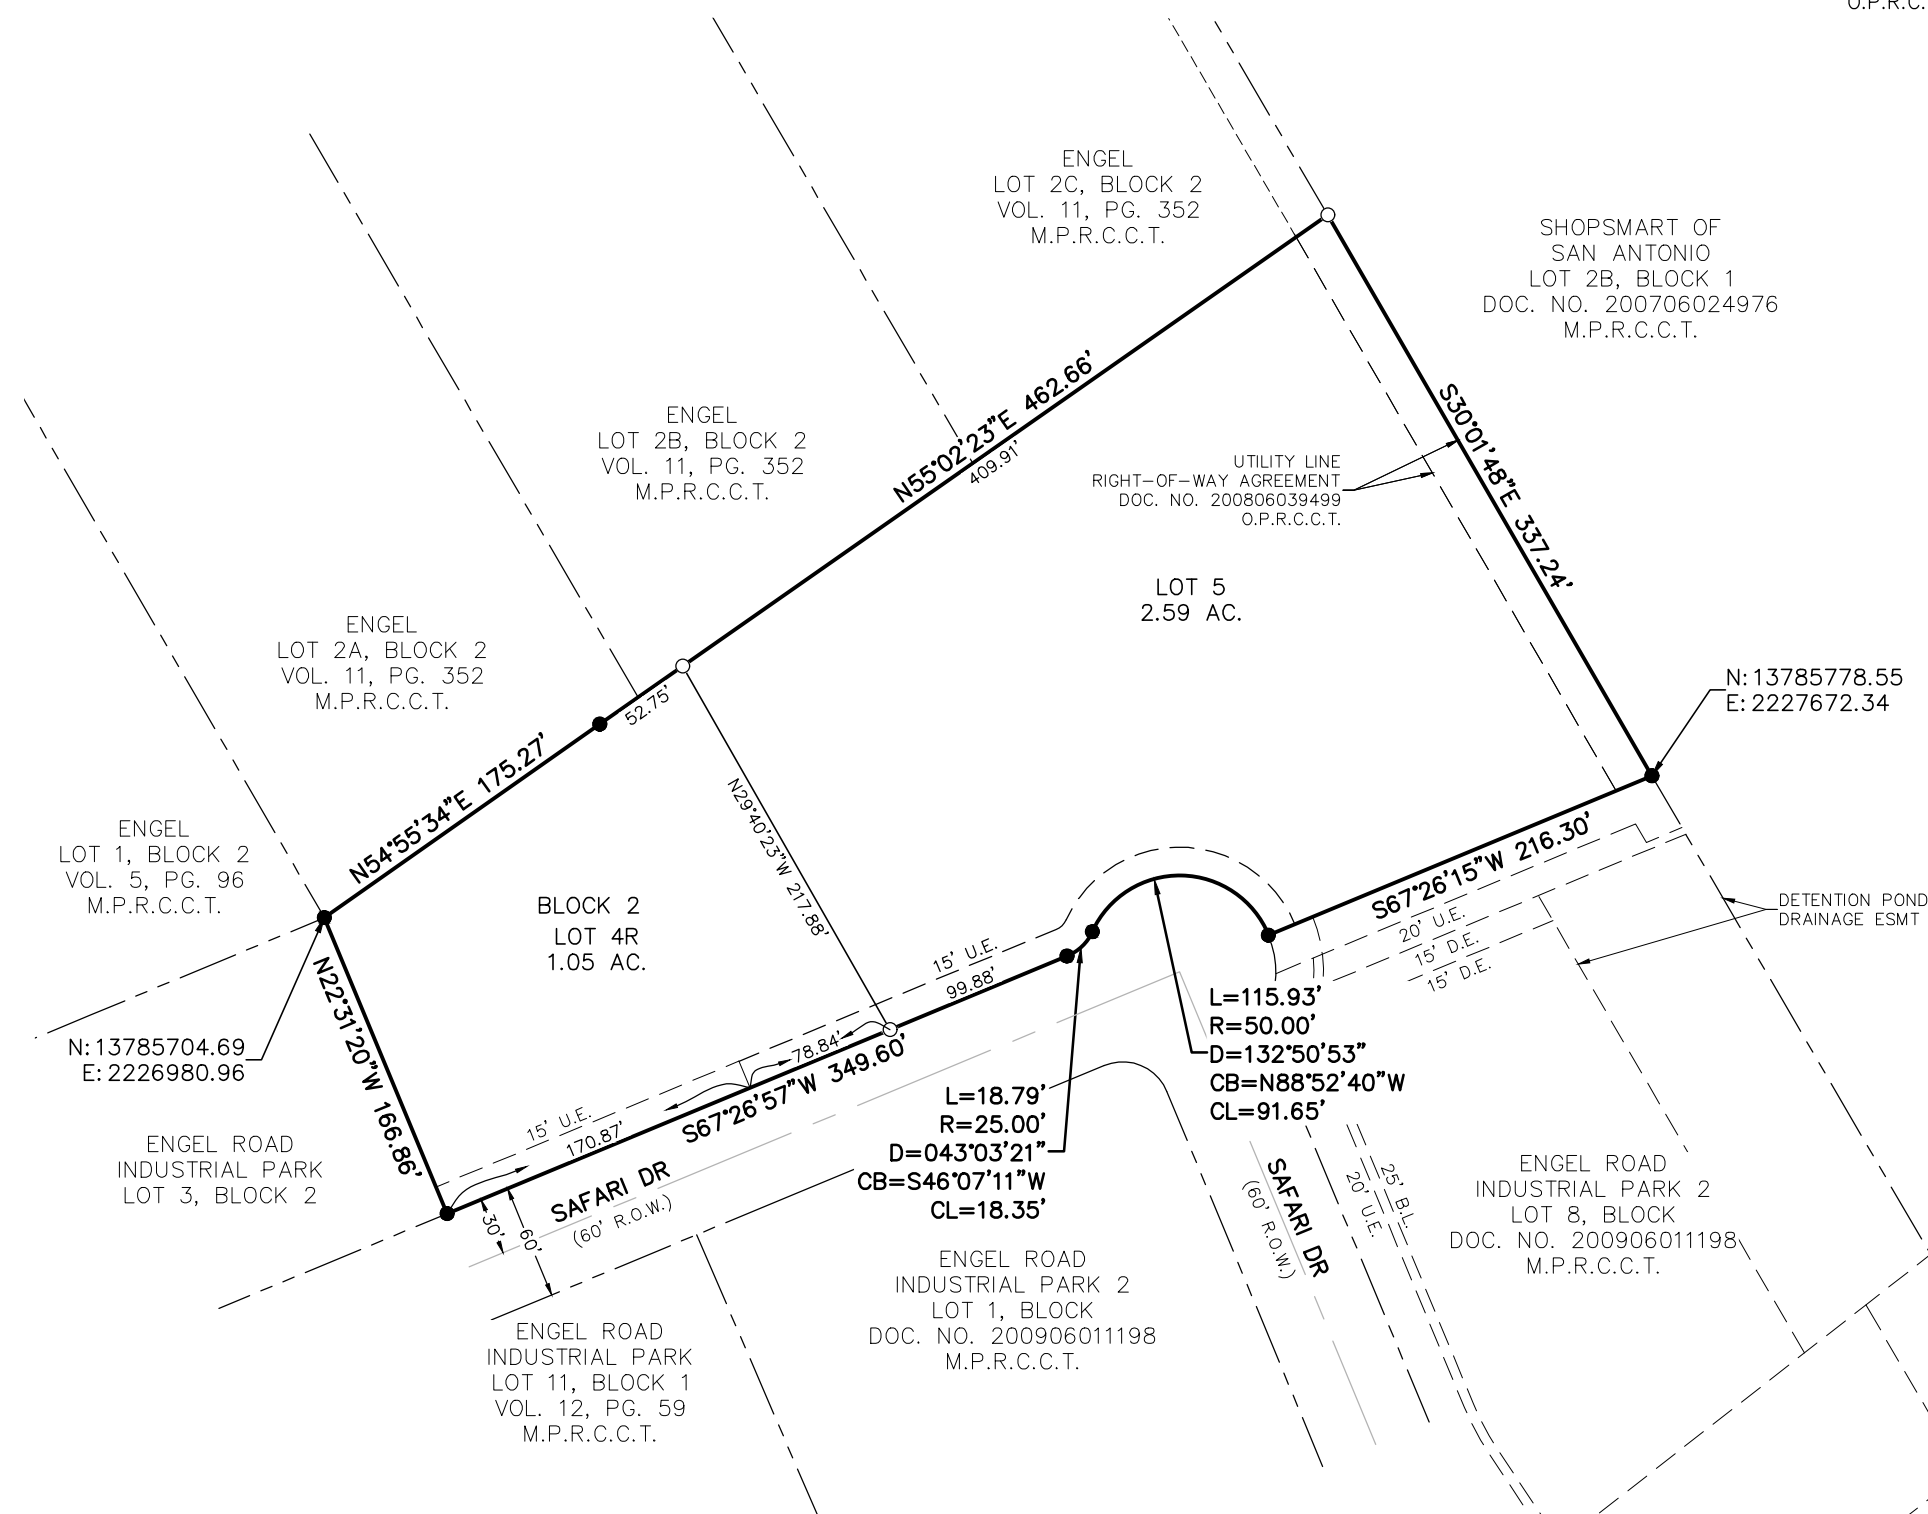 O.P.R.C.
ENGEL
LOT 2C, BLOCK 2
VOL. 11, PG. 352
M.P.R.C.C.T.
SHOPSMART OF
SAN ANTONIO
LOT 2B, BLOCK 1
DOC. NO. 200706024976
M.P.R.C.C.T.
ENGEL
LOT 2B, BLOCK 2
VOL. 11, PG. 352
M.P.R.C.C.T.
N55°02'23"E 462.66'
409.91'
S30°01'48"E 337.24'
UTILITY LINE
RIGHT-OF-WAY AGREEMENT
DOC. NO. 200806039499
O.P.R.C.C.T.
LOT 5
2.59 AC.
ENGEL
LOT 2A, BLOCK 2
VOL. 11, PG. 352
M.P.R.C.C.T.
52.75'
N:13785778.55
E:2227672.34
N54°55'34"E 175.27'
N29°40'23"W 217.88'
ENGEL
LOT 1, BLOCK 2
VOL. 5, PG. 96
M.P.R.C.C.T.
BLOCK 2
LOT 4R
1.05 AC.
S67°26'15"W 216.30'
20' U.E.
15' D.E.
15' D.E.
DETENTION POND
DRAINAGE ESMT
15' U.E.
99.88'
N22°31'20"W 166.86'
N:13785704.69
E:2226980.96
78.84'
S67°26'57"W 349.60'
15' U.E.
170.87'
L=115.93'
R=50.00'
D=132°50'53"
CB=N88°52'40"W
CL=91.65'
L=18.79'
R=25.00'
D=043°03'21"
CB=S46°07'11"W
CL=18.35'
ENGEL ROAD
INDUSTRIAL PARK
LOT 3, BLOCK 2
SAFARI DR
(60' R.O.W.)
30'
60'
SAFARI DR
(60' R.O.W.)
25' B.L.
20' U.E.
ENGEL ROAD
INDUSTRIAL PARK 2
LOT 8, BLOCK
DOC. NO. 200906011198
M.P.R.C.C.T.
ENGEL ROAD
INDUSTRIAL PARK 2
LOT 1, BLOCK
DOC. NO. 200906011198
M.P.R.C.C.T.
ENGEL ROAD
INDUSTRIAL PARK
LOT 11, BLOCK 1
VOL. 12, PG. 59
M.P.R.C.C.T.